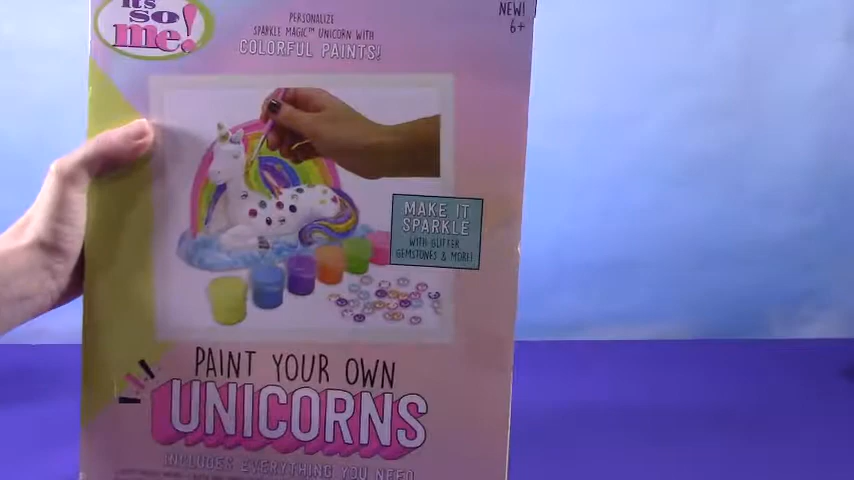 it's
so
me!
PERSONALIZE
SPARKLE MAGIC™ UNICORN WITH
COLORFUL PAINTS!
NEW!
6+
MAKE IT
SPARKLE
WITH GLITTER
GEMSTONES & MORE!
PAINT YOUR OWN
UNICORNS
INCLUDES EVERYTHING YOU NEED